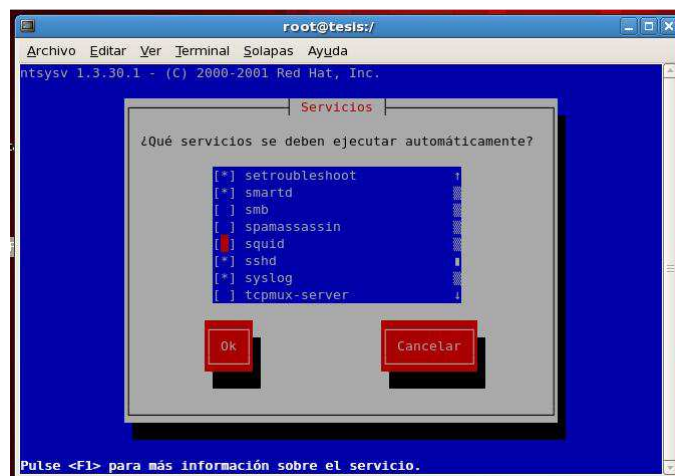 root@tesis:/
Archivo Editar Ver Terminal Solapas Ayuda
ntsysv 1.3.30.1 - (C) 2000-2001 Red Hat, Inc.
Servicios
¿Qué servicios se deben ejecutar automáticamente?
[*] setroubleshoot
[*] smartd
[ ] smb
[ ] spamassassin
[ ] squid
[*] sshd
[*] syslog
[ ] tcpmux-server
Ok Cancelar
Pulse <F1> para más información sobre el servicio.